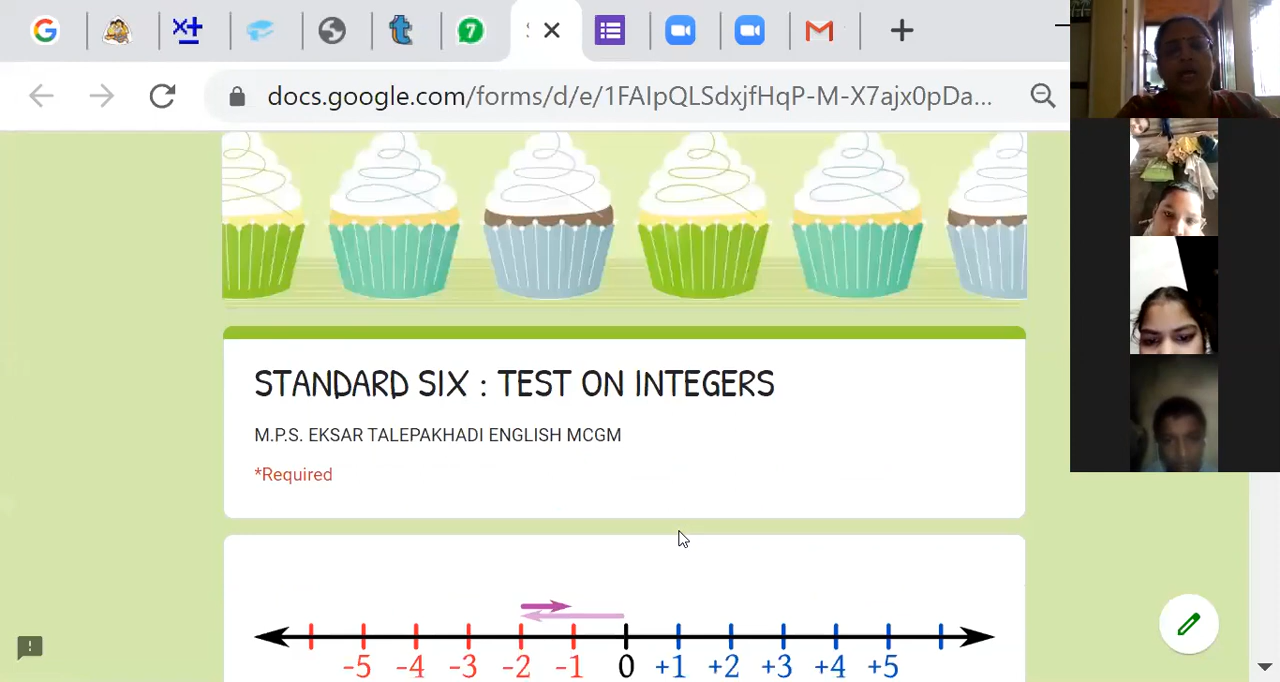 docs.google.com/forms/d/e/1FAIpQLSdxjfHqP-M-X7ajx0pDa...
STANDARD SIX : TEST ON INTEGERS
M.P.S. EKSAR TALEPAKHADI ENGLISH MCGM
*Required
-5 -4 -3 -2 -1 0 +1 +2 +3 +4 +5